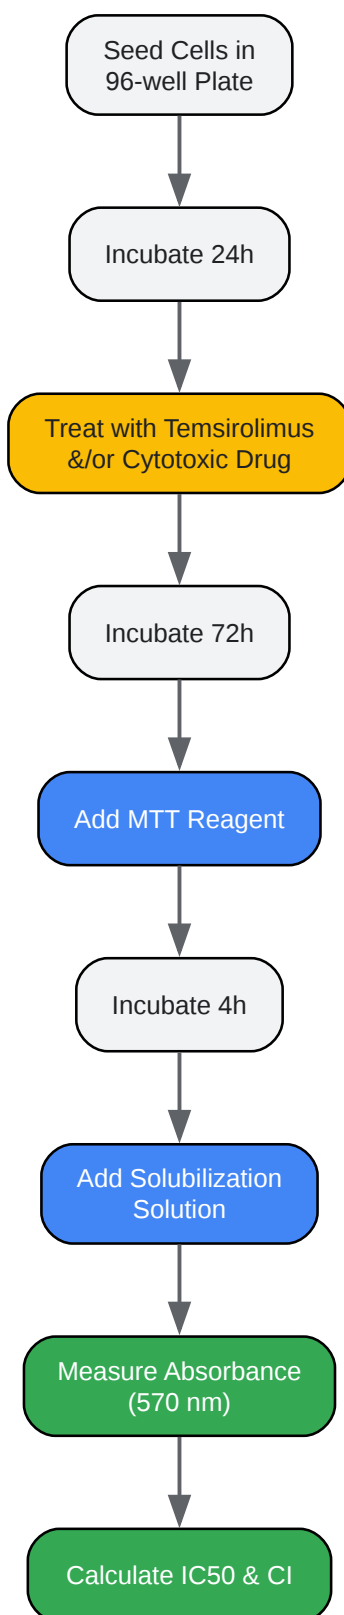 Seed Cells in
96-well Plate
Incubate 24h
Treat with Temsirolimus
&/or Cytotoxic Drug
Incubate 72h
Add MTT Reagent
Incubate 4h
Add Solubilization
Solution
Measure Absorbance
(570 nm)
Calculate IC50 & CI